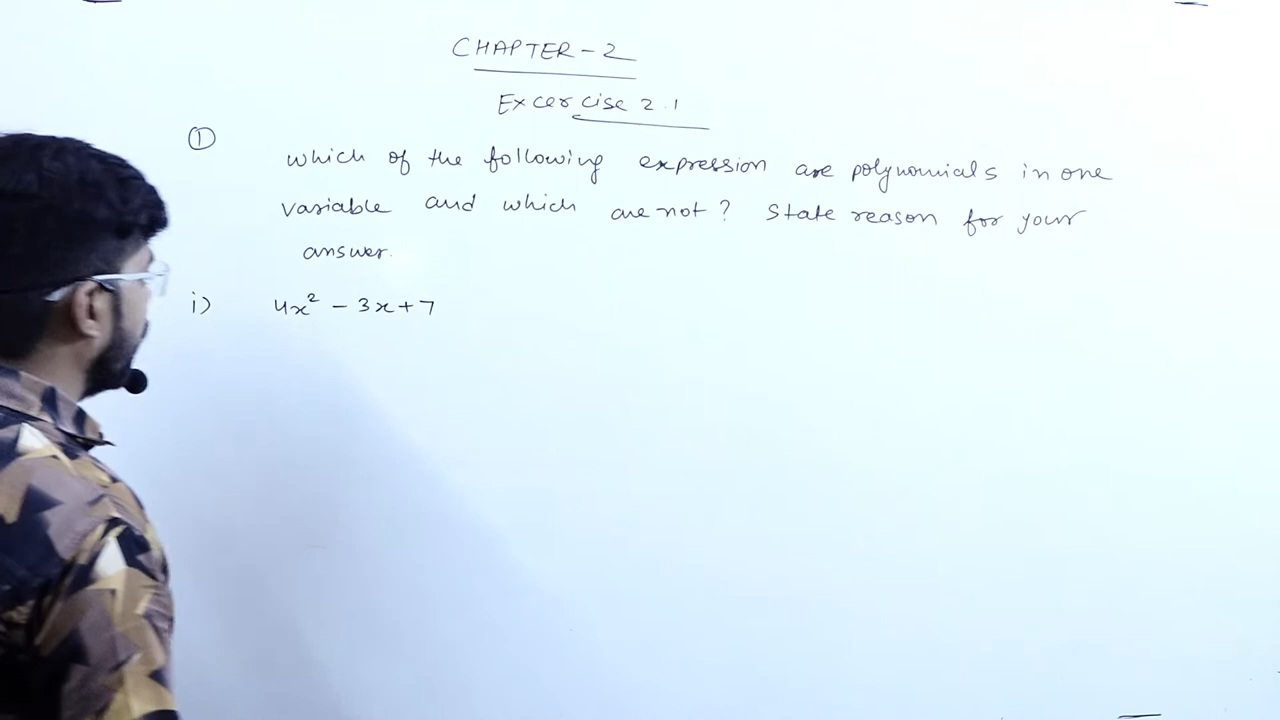 CHAPTER - 2
Excercise 2.1
① which of the following expression are polynomials in one
variable and which are not? State reason for your
answer.
i) 4x² - 3x + 7